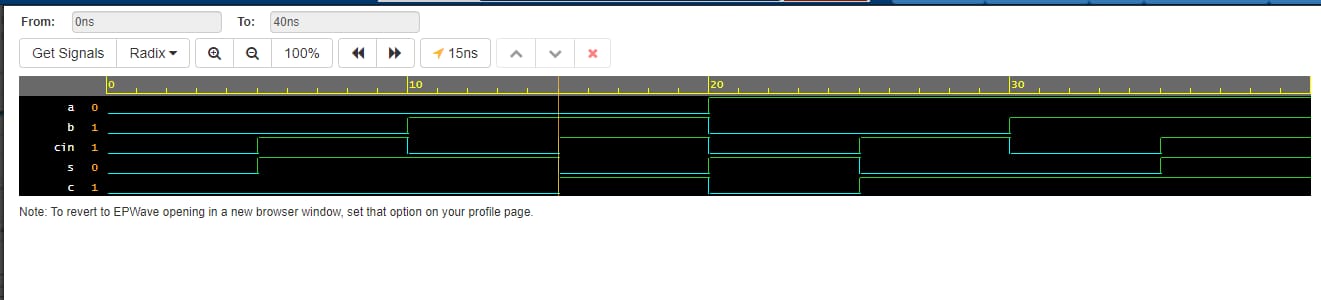 From: 0ns To: 40ns
Get Signals Radix 100% 15ns
0 10 20 30
a 0
b 1
cin 1
s 0
c 1
Note: To revert to EPWave opening in a new browser window, set that option on your profile page.